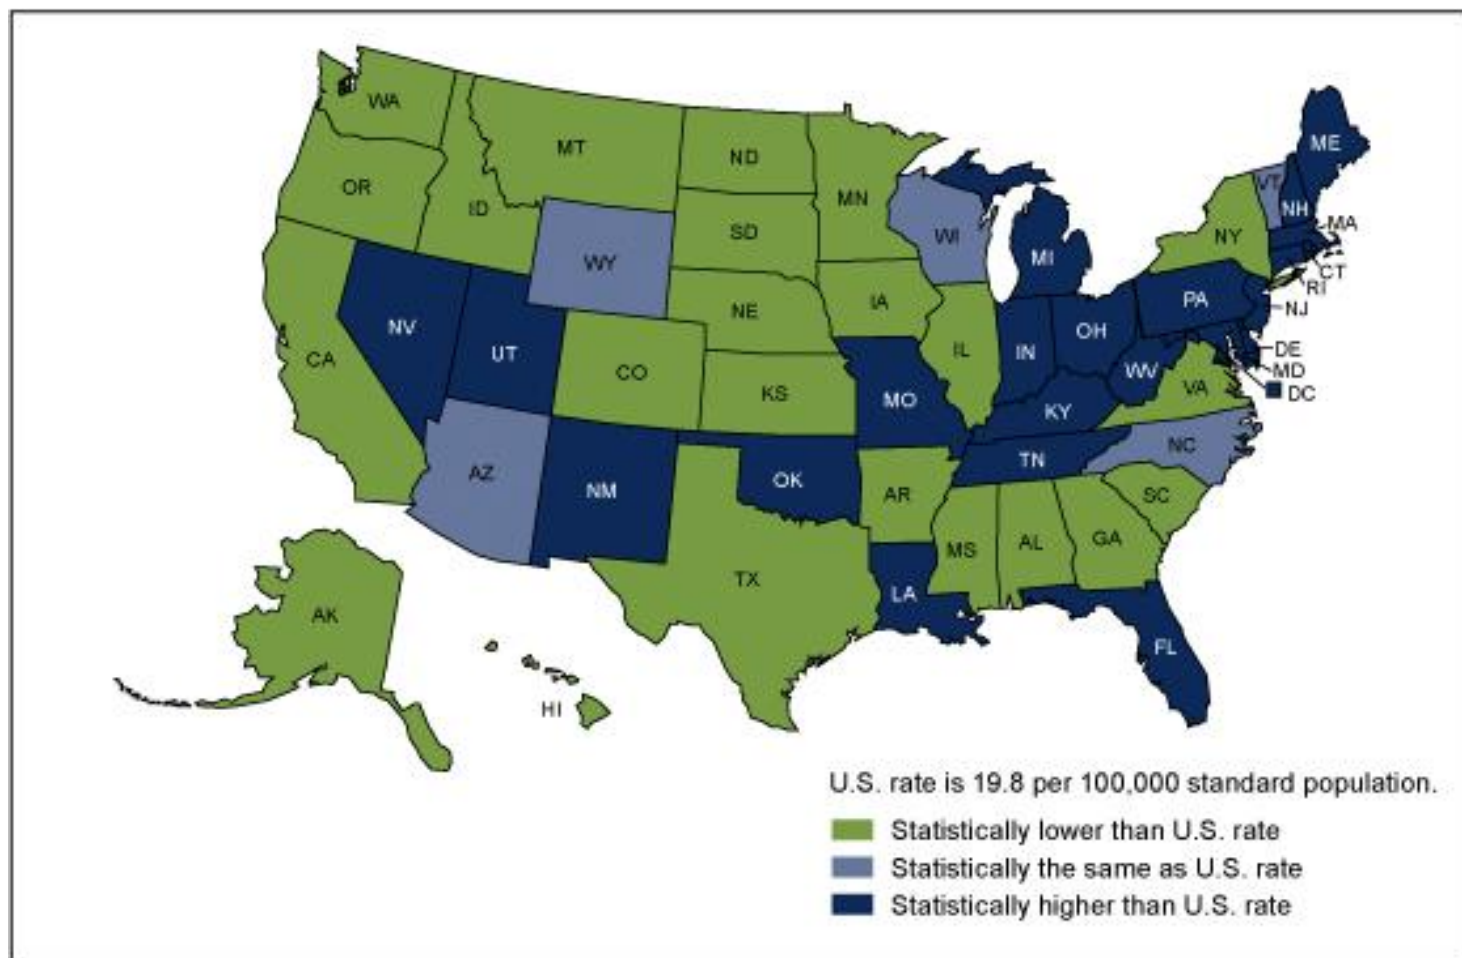 WA
MT
ND
MN
ME
OR
ID
SD
WI
MI
VT
NH
NY
MA
CT
RI
WY
NV
UT
CA
CO
NE
IA
KS
IL
IN
OH
PA
NJ
DE
MD
DC
WV
VA
MO
KY
AZ
NM
OK
AR
TN
NC
SC
TX
LA
MS
AL
GA
FL
AK
HI
U.S. rate is 19.8 per 100,000 standard population.
Statistically lower than U.S. rate
Statistically the same as U.S. rate
Statistically higher than U.S. rate